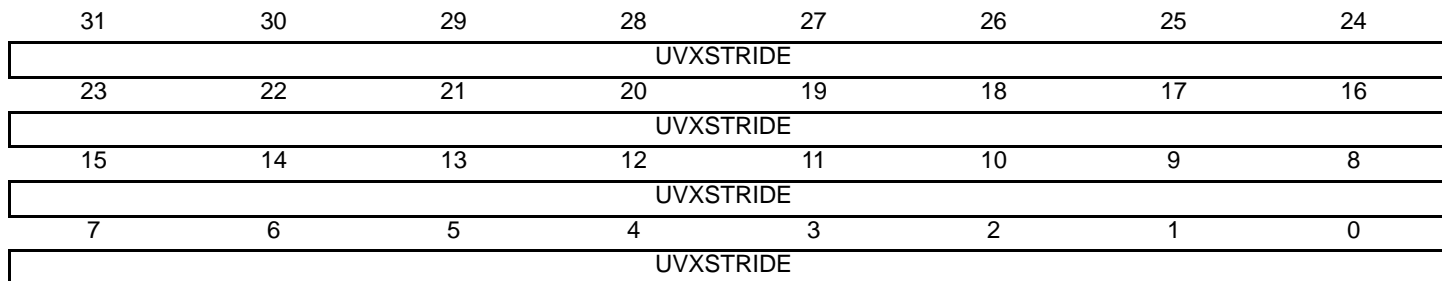 31 30 29 28 27 26 25 24
UVXSTRIDE
23 22 21 20 19 18 17 16
UVXSTRIDE
15 14 13 12 11 10 9 8
UVXSTRIDE
7 6 5 4 3 2 1 0
UVXSTRIDE